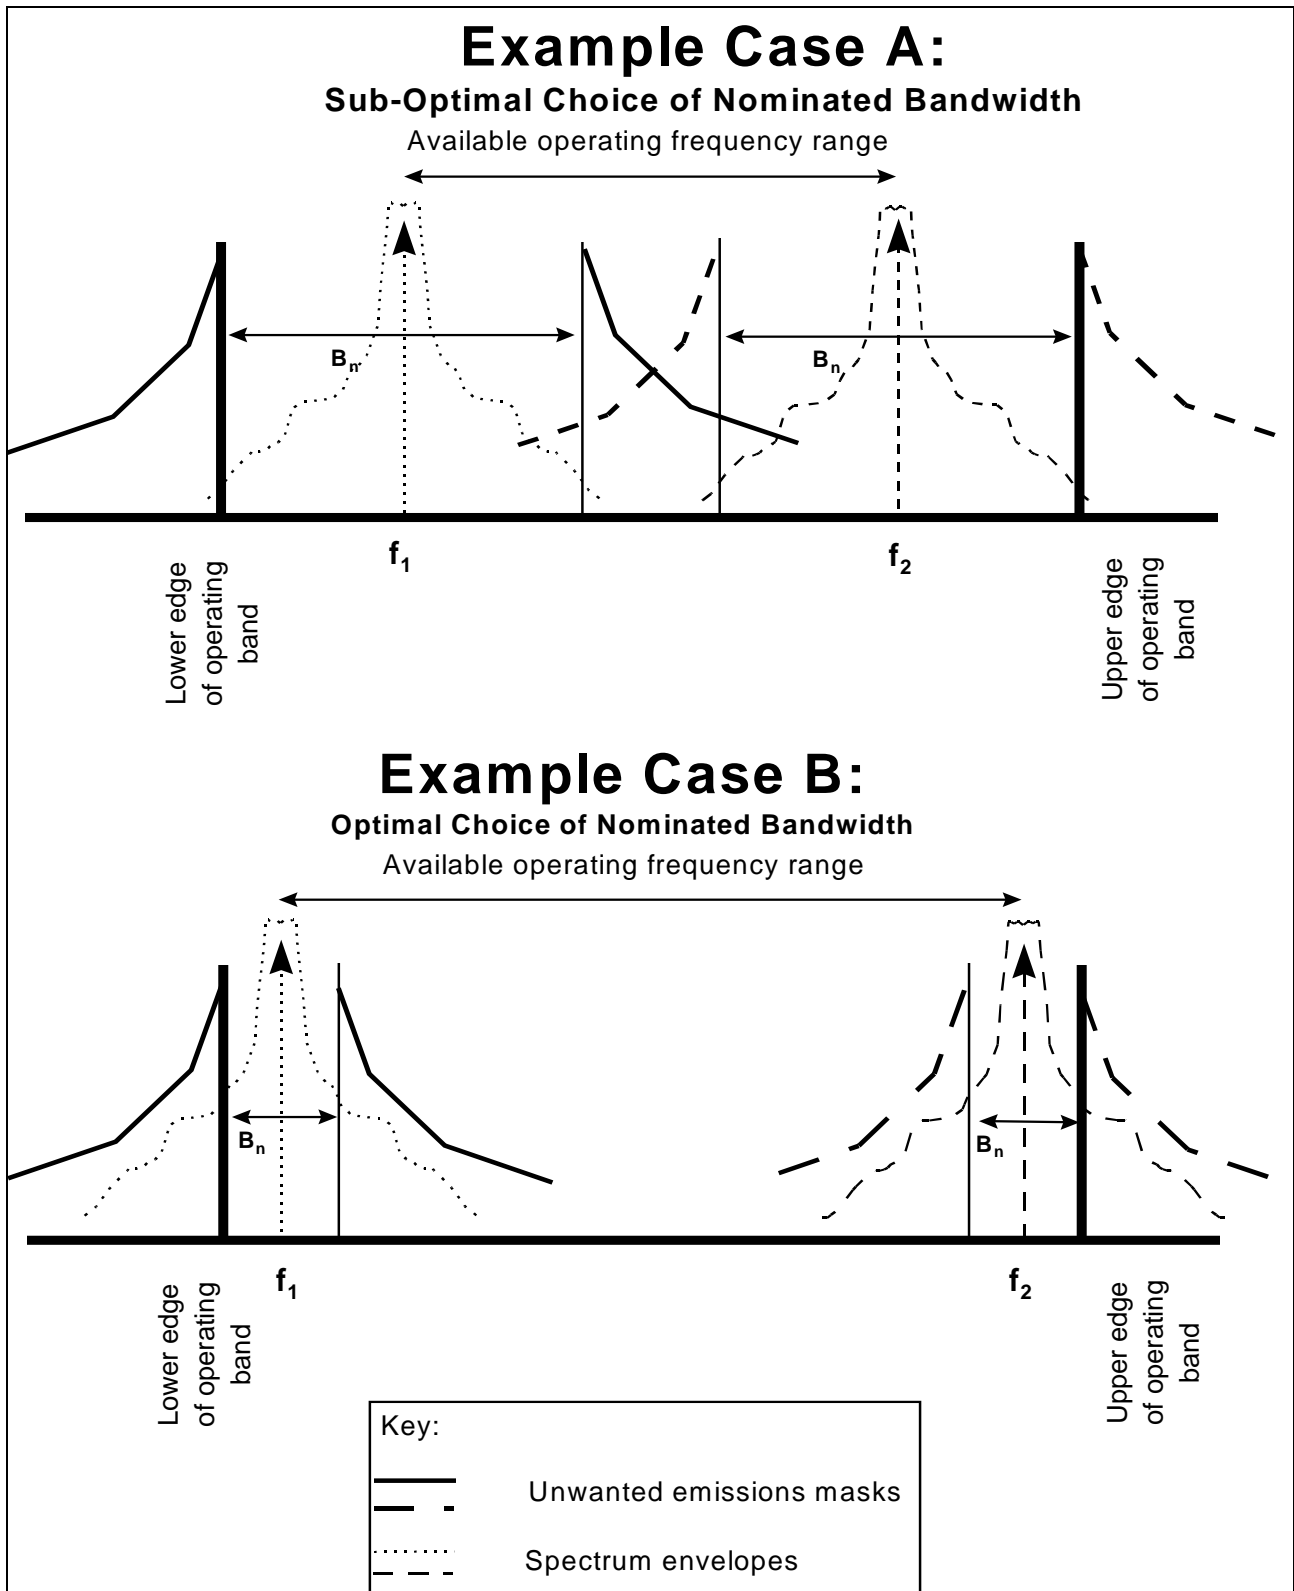 Example Case A:
Sub-Optimal Choice of Nominated Bandwidth
Available operating frequency range
Bn
Bn
f1
f2
Lower edge
of operating
band
Upper edge
of operating
band
Example Case B:
Optimal Choice of Nominated Bandwidth
Available operating frequency range
Bn
Bn
f1
f2
Lower edge
of operating
band
Upper edge
of operating
band
Key:
Unwanted emissions masks
Spectrum envelopes